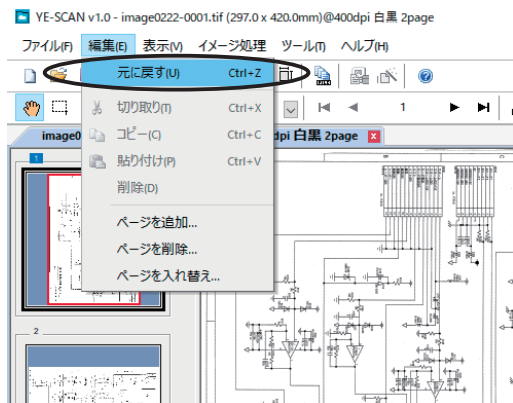 YE-SCAN v1.0 - image0222-0001.tif (297.0 x 420.0mm)@400dpi 白黒 2page
ファイル(F) 編集(E) 表示(V) イメージ処理 ツール(T) ヘルプ(H)
元に戻す(U) Ctrl+Z
切り取り(T) Ctrl+X
1
コピー(C) Ctrl+C
image0
dpi 白黒 2page
貼り付け(P) Ctrl+V
削除(D)
1
ページを追加...
ページを削除...
ページを入れ替え...
2